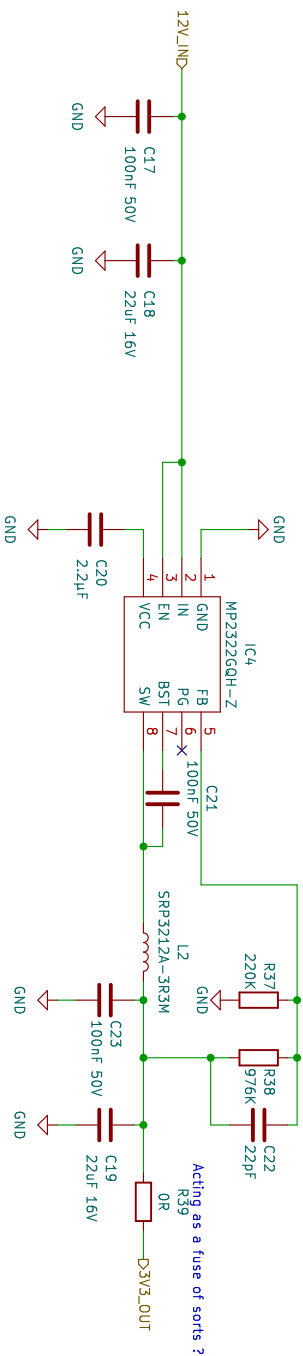 12V_IN
C17
100nF 50V
GND
C18
22uF 16V
GND
C20
2.2µF
GND
GND
IC4
MP2322GQH-Z
1
2
3
4
GND
IN
EN
VCC
FB
PG
BST
SW
5
6
7
8
C21
100nF 50V
L2
SRP3212A-3R3M
R37
220K
GND
R38
976K
C22
22pF
C23
100nF 50V
GND
C19
22uF 16V
GND
Acting as a fuse of sorts ?
R39
0R
3V3_OUT